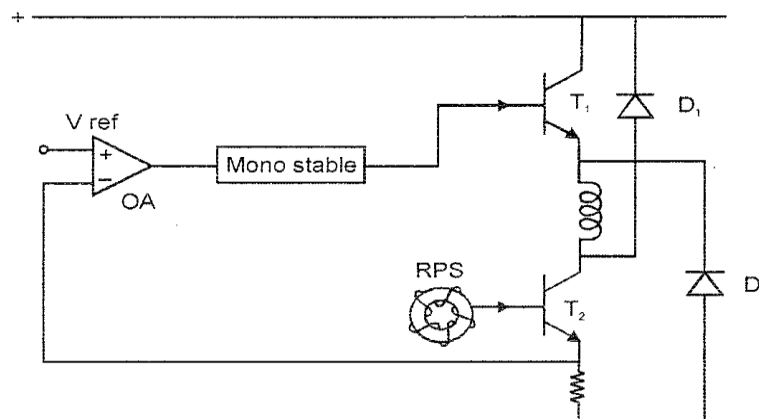 +
T₁
D₁
V ref
+
Mono stable
−
OA
RPS
T₂
D